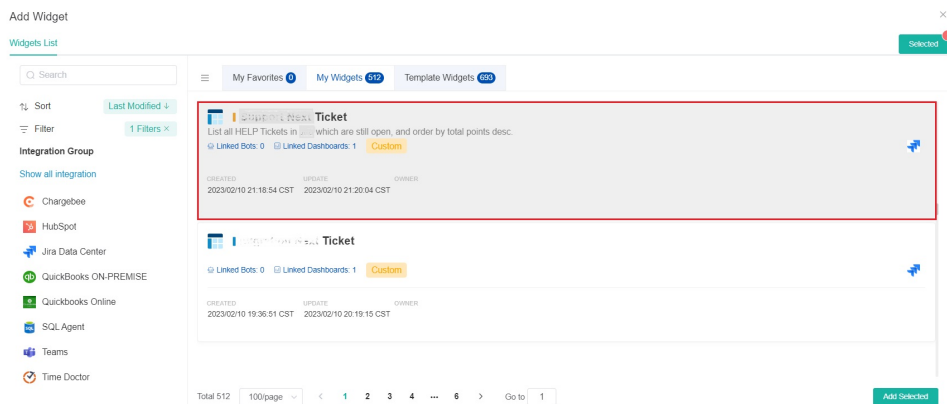 Add Widget
Widgets List
Selected
Search
My Favorites 0 My Widgets 512 Template Widgets 693
Sort Last Modified ↓
Filter 1 Filters ×
Integration Group
Show all integration
Chargebee
HubSpot
Jira Data Center
QuickBooks ON-PREMISE
Quickbooks Online
SQL Agent
Teams
Time Doctor
Support Next Ticket
List all HELP Tickets in which are still open, and order by total points desc.
Linked Bots: 0 Linked Dashboards: 1 Custom
CREATED UPDATE OWNER
2023/02/10 21:18:54 CST 2023/02/10 21:20:04 CST
Ticket
Linked Bots: 0 Linked Dashboards: 1 Custom
CREATED UPDATE OWNER
2023/02/10 19:36:51 CST 2023/02/10 20:19:15 CST
Total 512 100/page < 1 2 3 4 ••• 6 > Go to 1
Add Selected